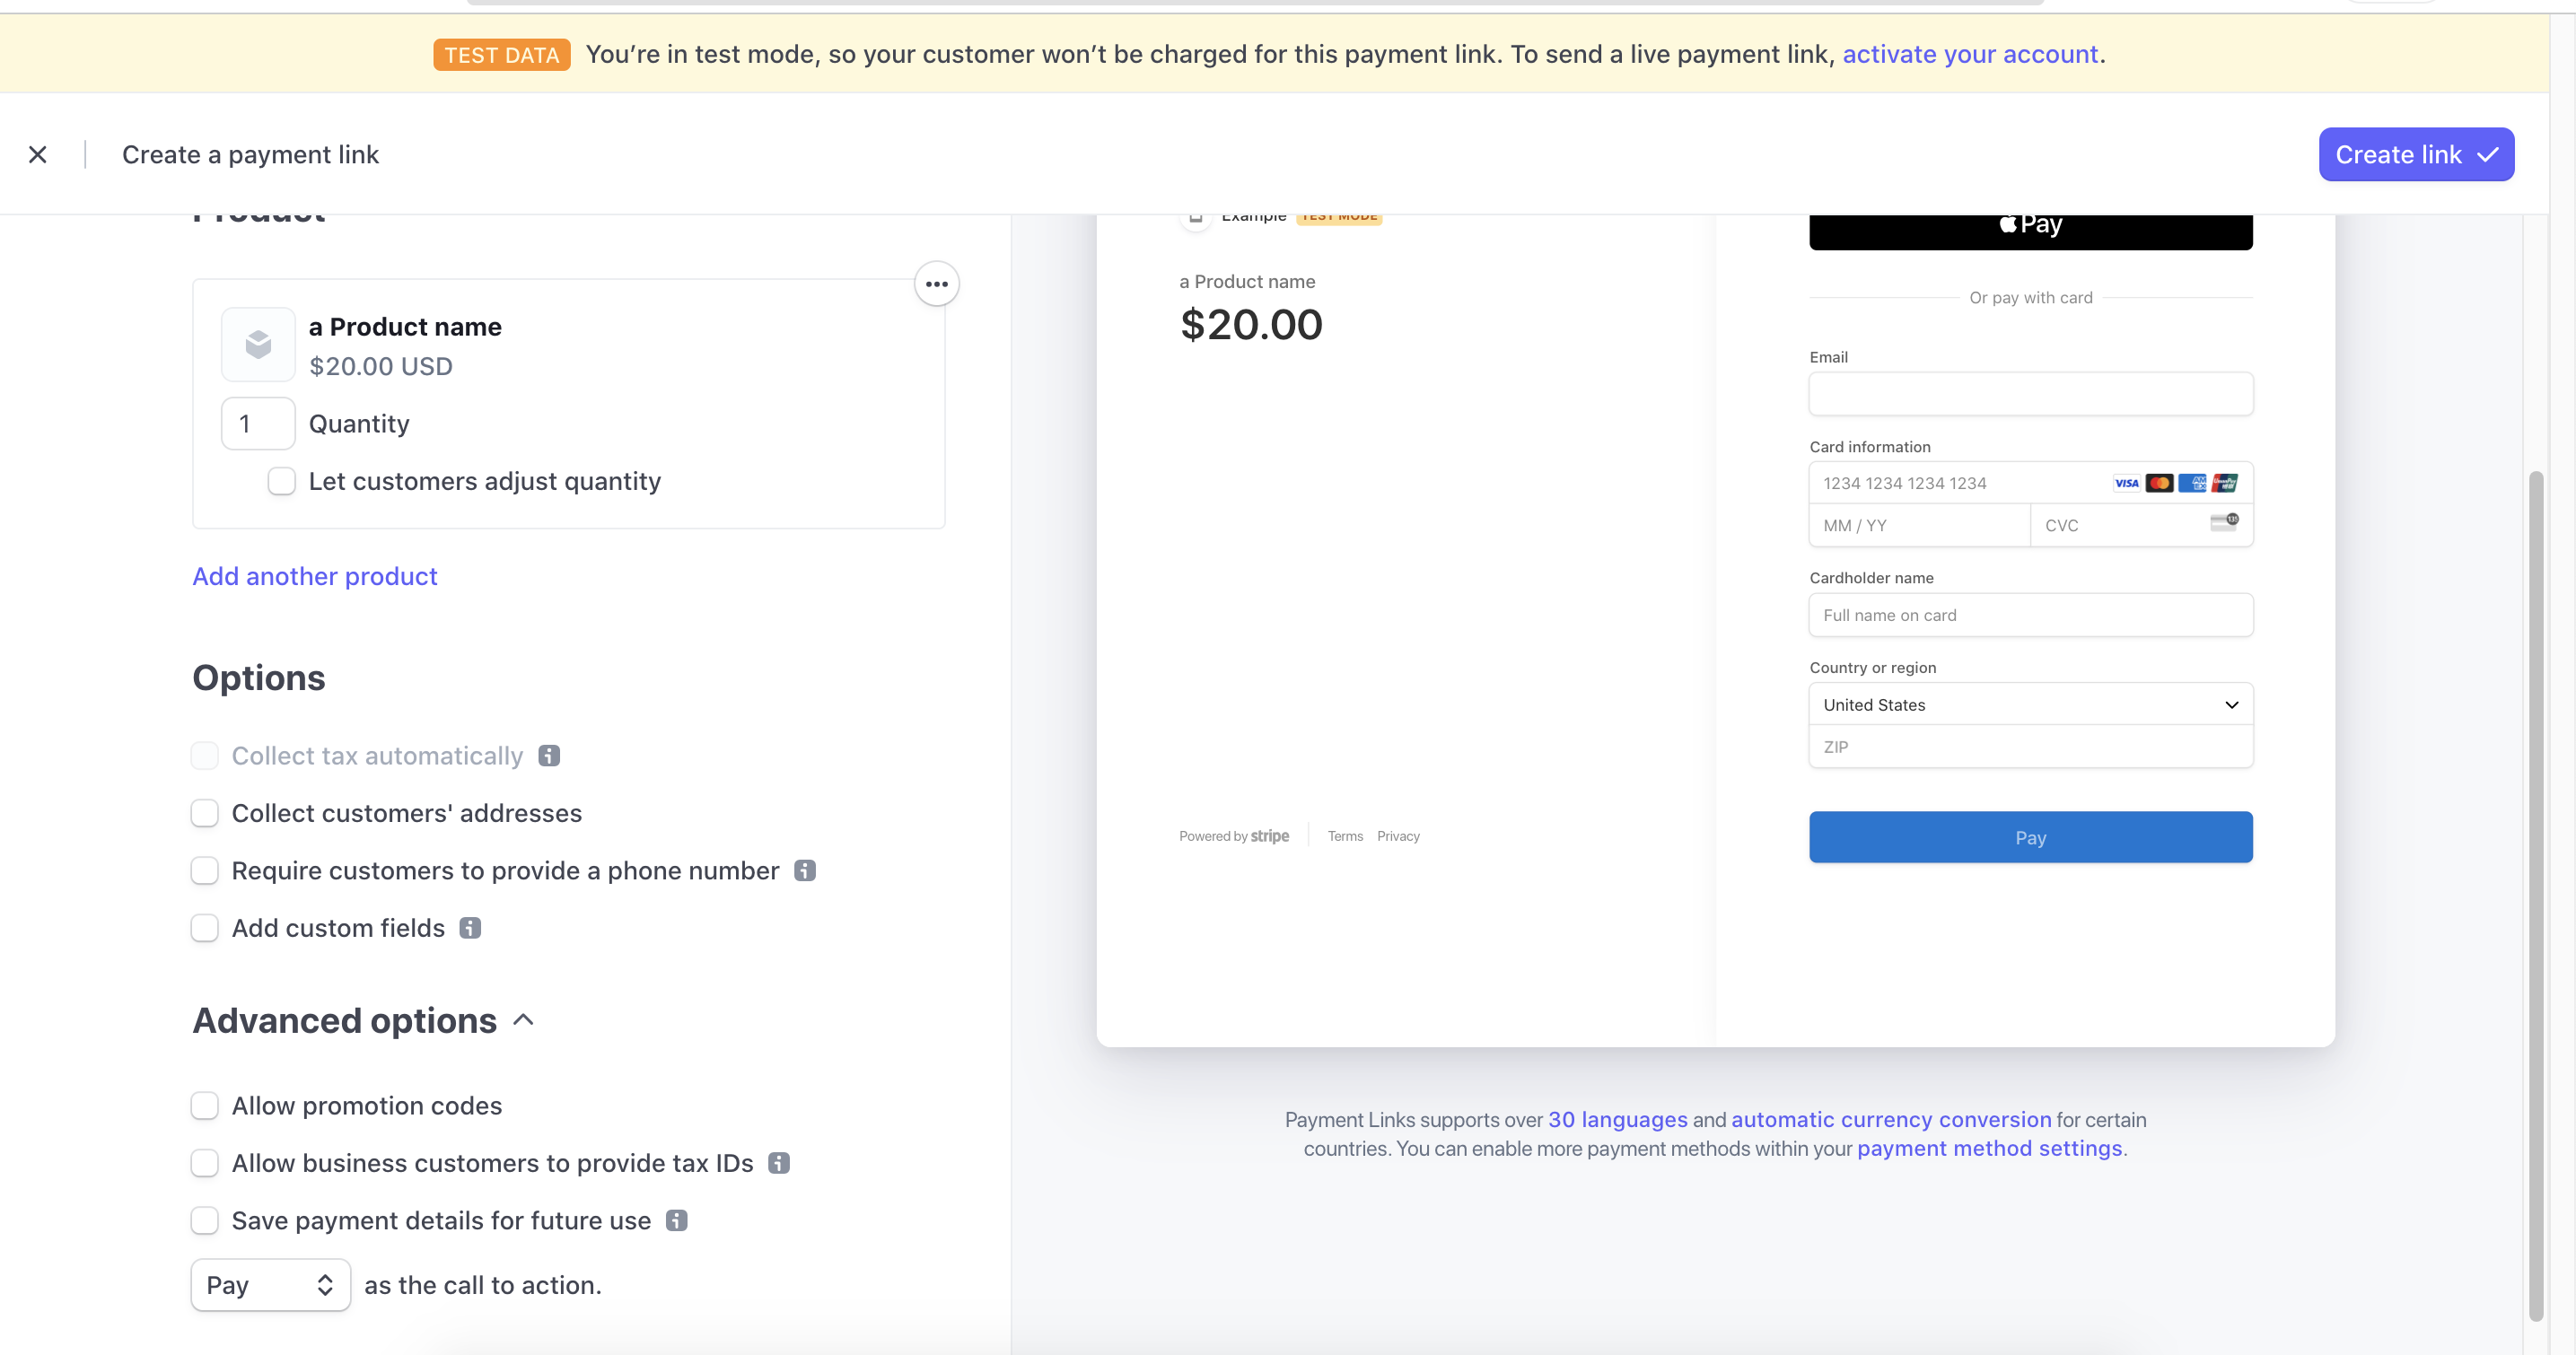 TEST DATA You’re in test mode, so your customer won’t be charged for this payment link. To send a live payment link, activate your account.
Create a payment link
Create link
Product
a Product name
$20.00 USD
1 Quantity
Let customers adjust quantity
Add another product
Options
Collect tax automatically
Collect customers' addresses
Require customers to provide a phone number
Add custom fields
Advanced options
Allow promotion codes
Allow business customers to provide tax IDs
Save payment details for future use
Pay as the call to action.
Example TEST MODE
a Product name
$20.00
Powered by stripe Terms Privacy
Pay
Or pay with card
Email
Card information
1234 1234 1234 1234 VISA
MM / YY CVC
Cardholder name
Full name on card
Country or region
United States
ZIP
Pay
Payment Links supports over 30 languages and automatic currency conversion for certain
countries. You can enable more payment methods within your payment method settings.